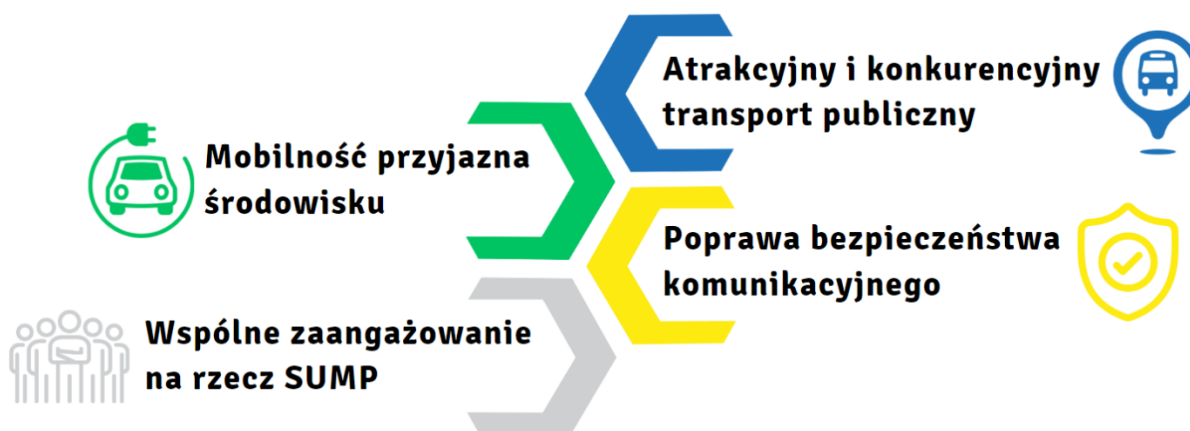 Atrakcyjny i konkurencyjny
transport publiczny
Mobilność przyjazna
środowisku
Poprawa bezpieczeństwa
komunikacyjnego
Wspólne zaangażowanie
na rzecz SUMP